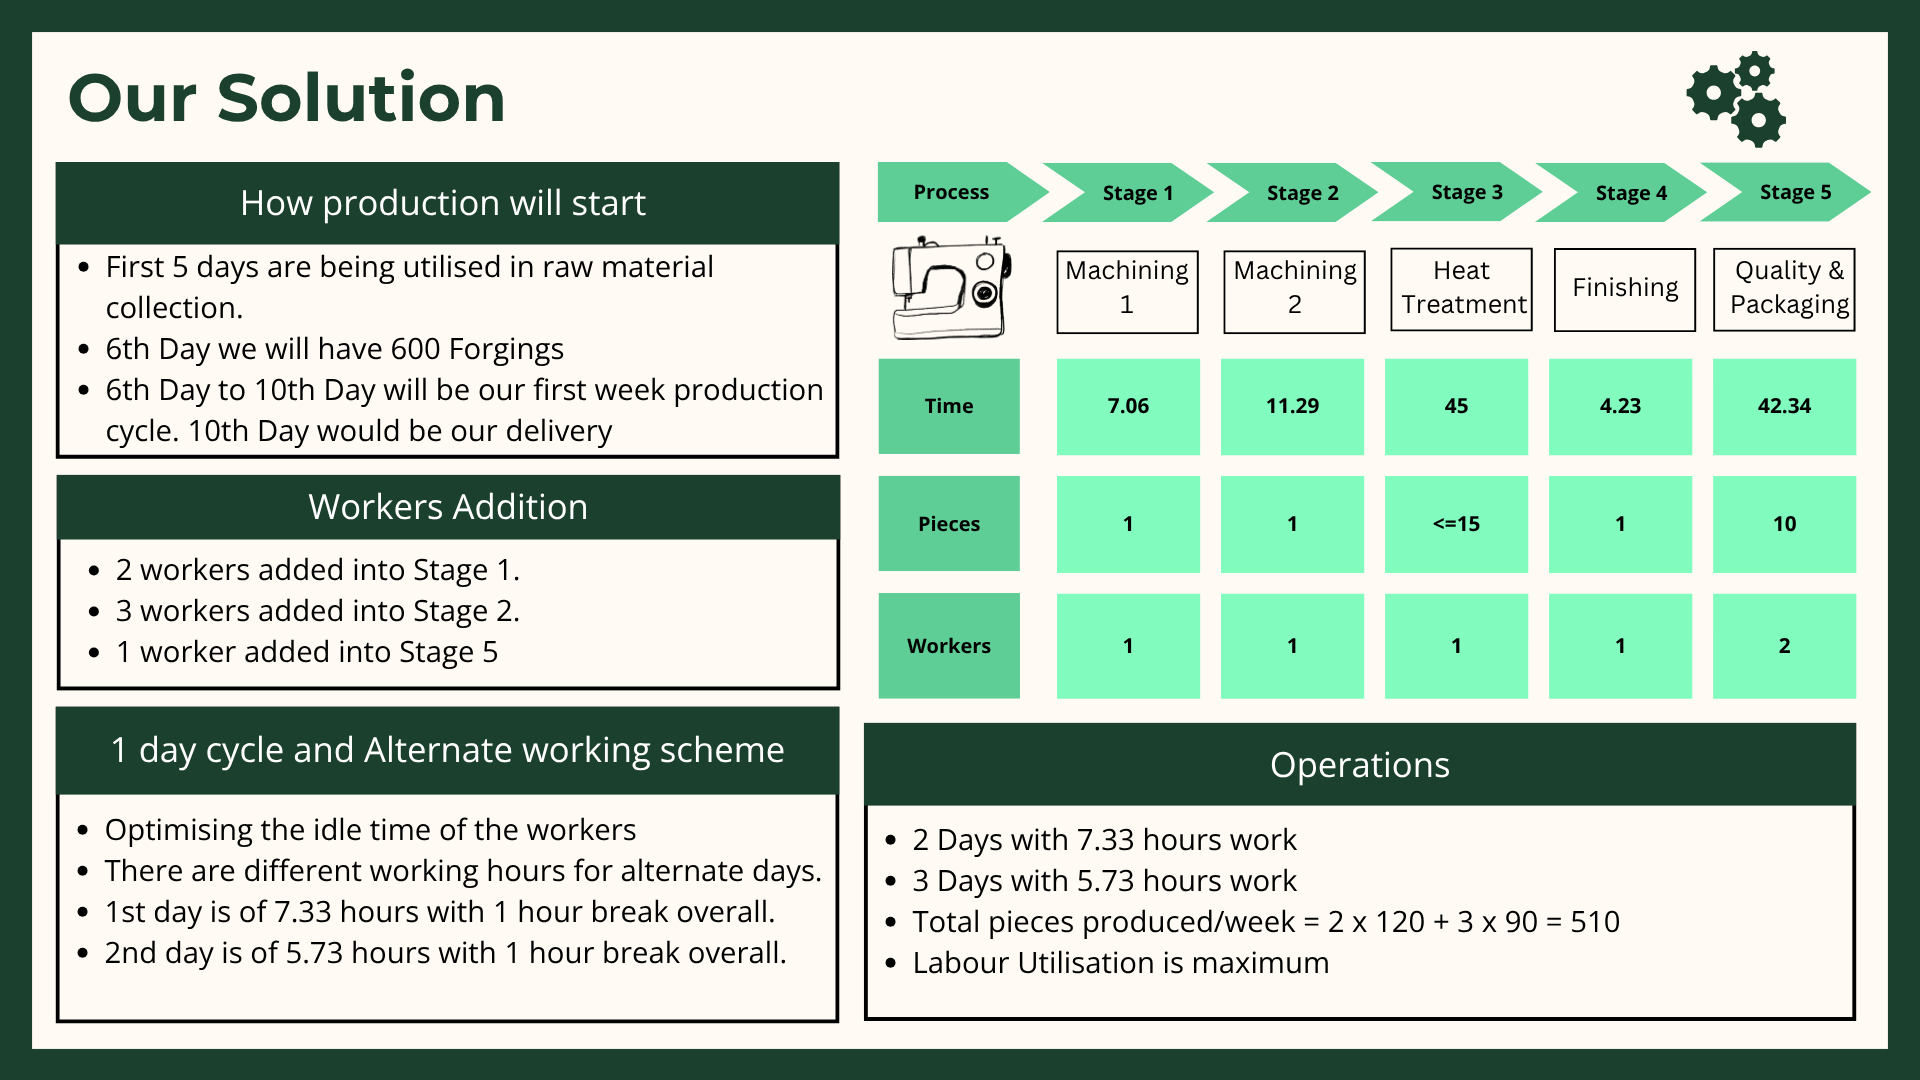 Our Solution
How production will start
• First 5 days are being utilised in raw material
collection.
• 6th Day we will have 600 Forgings
• 6th Day to 10th Day will be our first week production
cycle. 10th Day would be our delivery
Workers Addition
• 2 workers added into Stage 1.
• 3 workers added into Stage 2.
• 1 worker added into Stage 5
1 day cycle and Alternate working scheme
• Optimising the idle time of the workers
• There are different working hours for alternate days.
• 1st day is of 7.33 hours with 1 hour break overall.
• 2nd day is of 5.73 hours with 1 hour break overall.
Process Stage 1 Stage 2 Stage 3 Stage 4 Stage 5
Machining
1
Machining
2
Heat
Treatment
Finishing
Quality &
Packaging
Time 7.06 11.29 45 4.23 42.34
Pieces 1 1 <=15 1 10
Workers 1 1 1 1 2
Operations
• 2 Days with 7.33 hours work
• 3 Days with 5.73 hours work
• Total pieces produced/week = 2 x 120 + 3 x 90 = 510
• Labour Utilisation is maximum